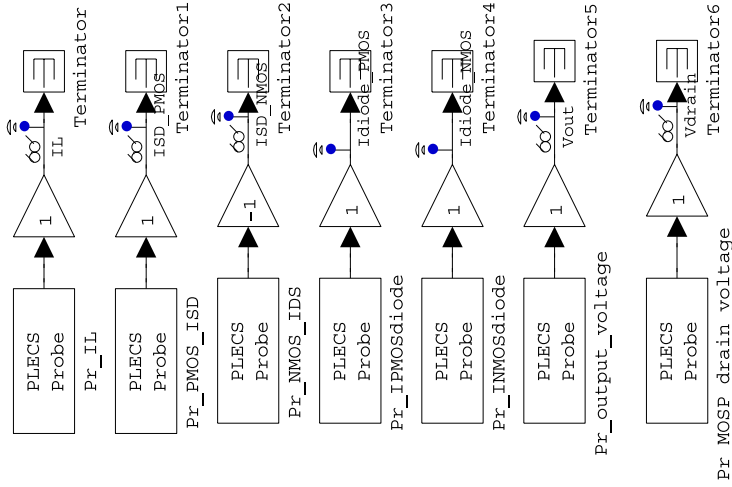 Terminator
IL
1
PLECS
Probe
Pr_IL
Terminator1
ISD_PMOS
1
PLECS
Probe
Pr_PMOS_ISD
Terminator2
ISD_NMOS
-1
PLECS
Probe
Pr_NMOS_IDS
Terminator3
Idiode_PMOS
1
PLECS
Probe
Pr_IPMOSdiode
Terminator4
Idiode_NMOS
1
PLECS
Probe
Pr_INMOSdiode
Terminator5
Vout
1
PLECS
Probe
Pr_output_voltage
Terminator6
Vdrain
1
PLECS
Probe
Pr MOSP drain voltage